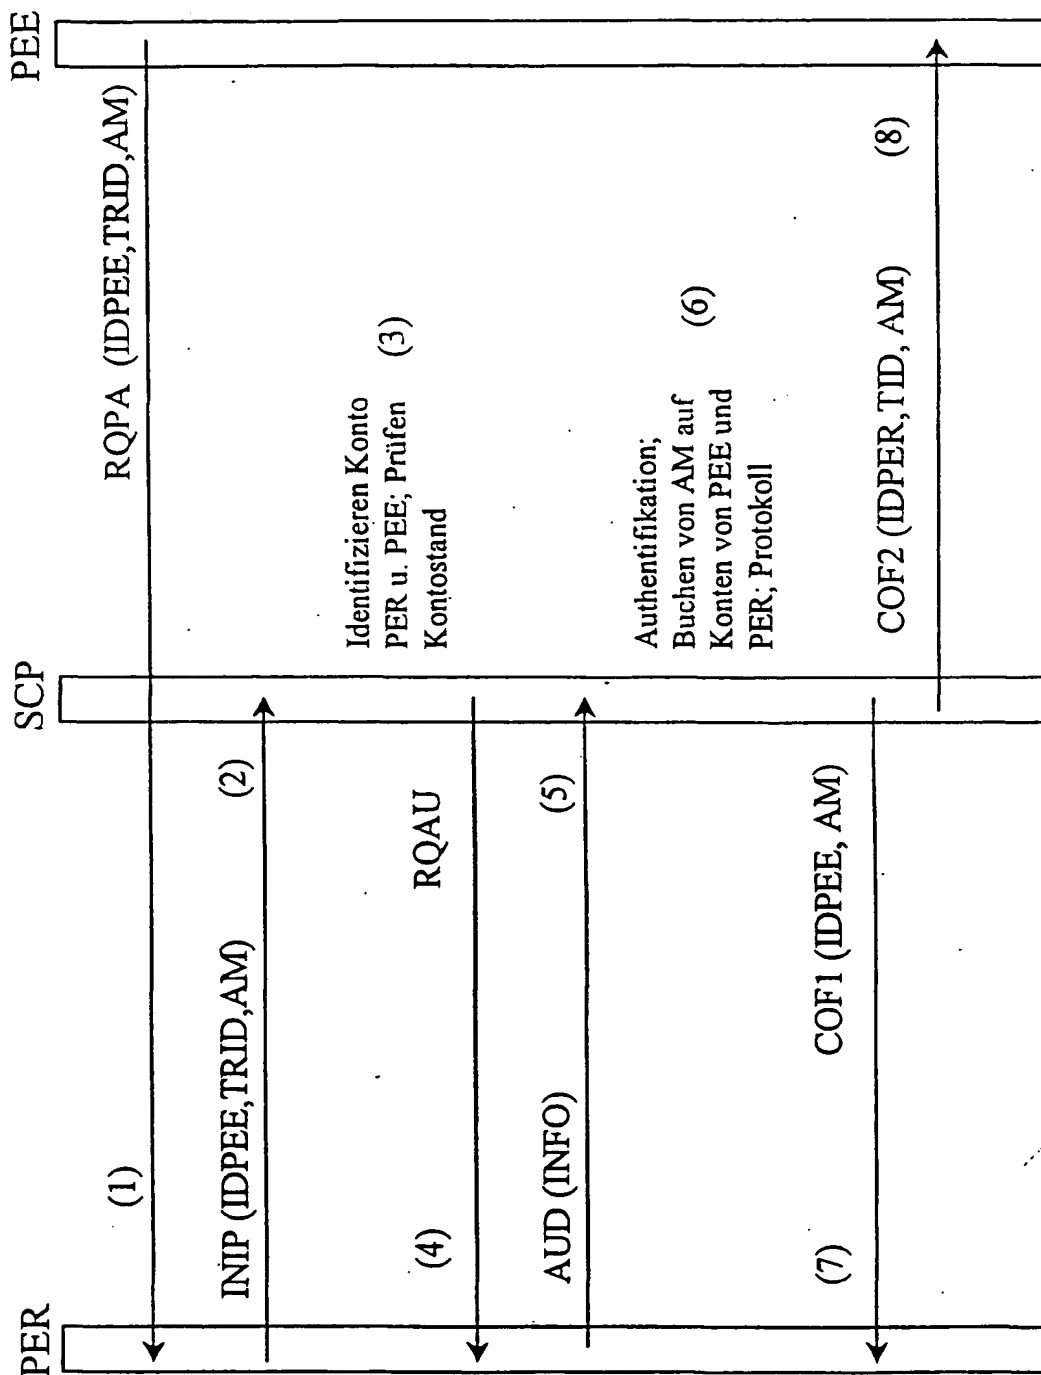 PER
SCP
PEE
(1)
RQPA (IDPEE,TRID,AM)
INIP (IDPEE,TRID,AM)
(2)
Identifizieren Konto
PER u. PEE; Prüfen
Kontostand
(3)
(4)
RQAU
AUD (INFO)
(5)
Authentifikation;
Buchen von AM auf
Konten von PEE und
PER; Protokoll
(6)
(7)
COF1 (IDPEE, AM)
COF2 (IDPER,TID, AM)
(8)